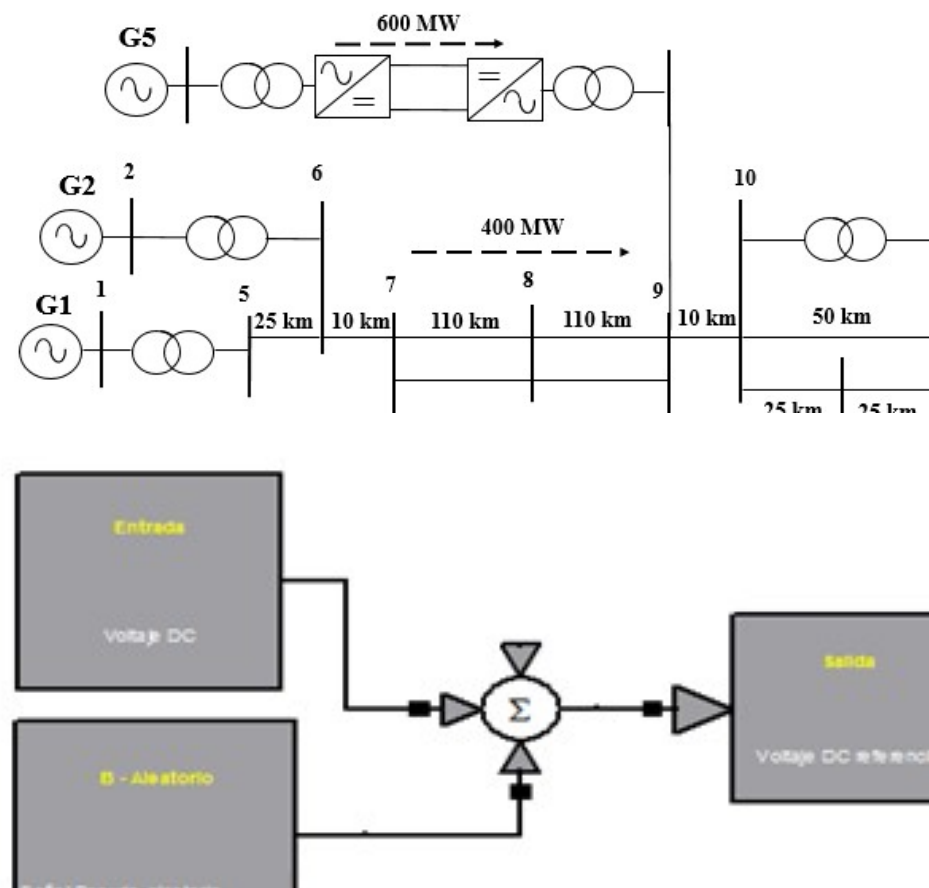 600 MW
G5
G2
2
6
10
400 MW
G1
1
5
7
8
9
25 km
10 km
110 km
110 km
10 km
50 km
25 km
25 km
Entrada
Voltaje DC
Σ
Salida
Voltaje DC referenci
B - Aleatorio